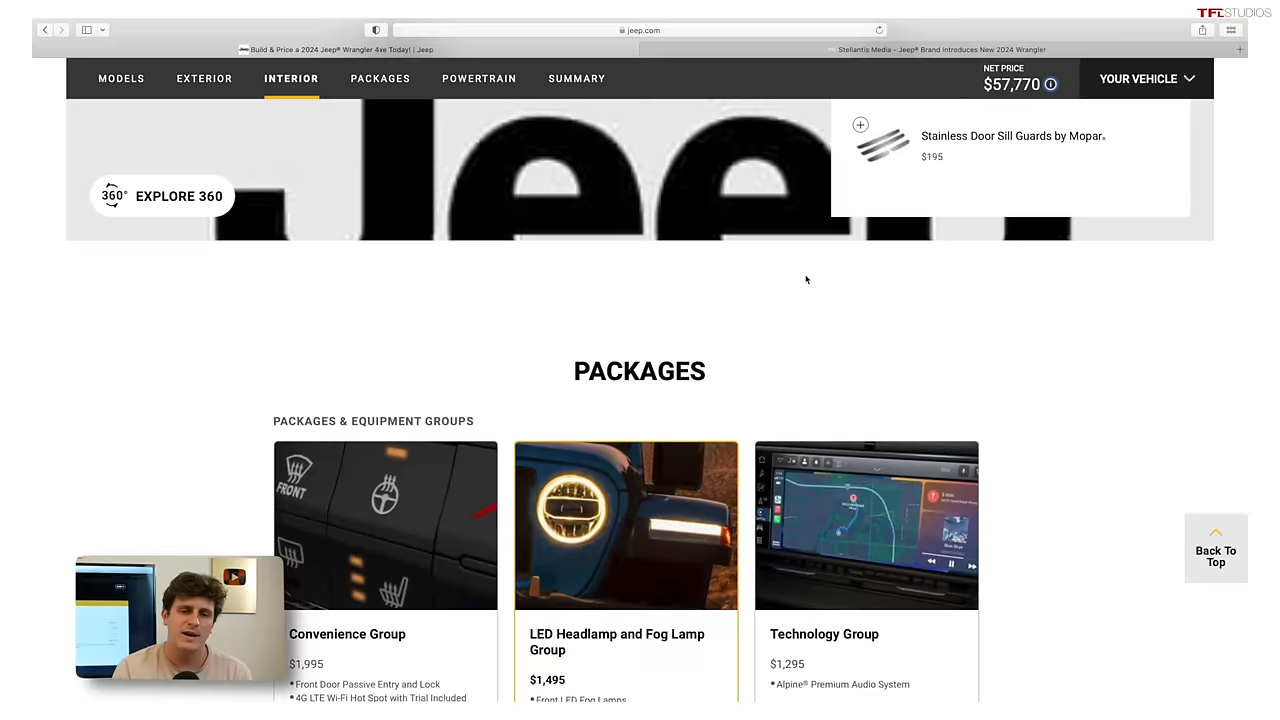 TFLSTUDIOS
jeep.com
Build & Price a 2024 Jeep® Wrangler 4xe Today! | Jeep
Stellantis Media - Jeep® Brand Introduces New 2024 Wrangler
MODELS
EXTERIOR
INTERIOR
PACKAGES
POWERTRAIN
SUMMARY
NET PRICE
$57,770
YOUR VEHICLE
Jeep
360° EXPLORE 360
Stainless Door Sill Guards by Mopar®
$195
PACKAGES
PACKAGES & EQUIPMENT GROUPS
FRONT
Back To
Top
Convenience Group
$1,995
•Front Door Passive Entry and Lock
•4G LTE Wi-Fi Hot Spot with Trial Included
LED Headlamp and Fog Lamp
Group
$1,495
•Front LED Fog Lamps
Technology Group
$1,295
•Alpine® Premium Audio System